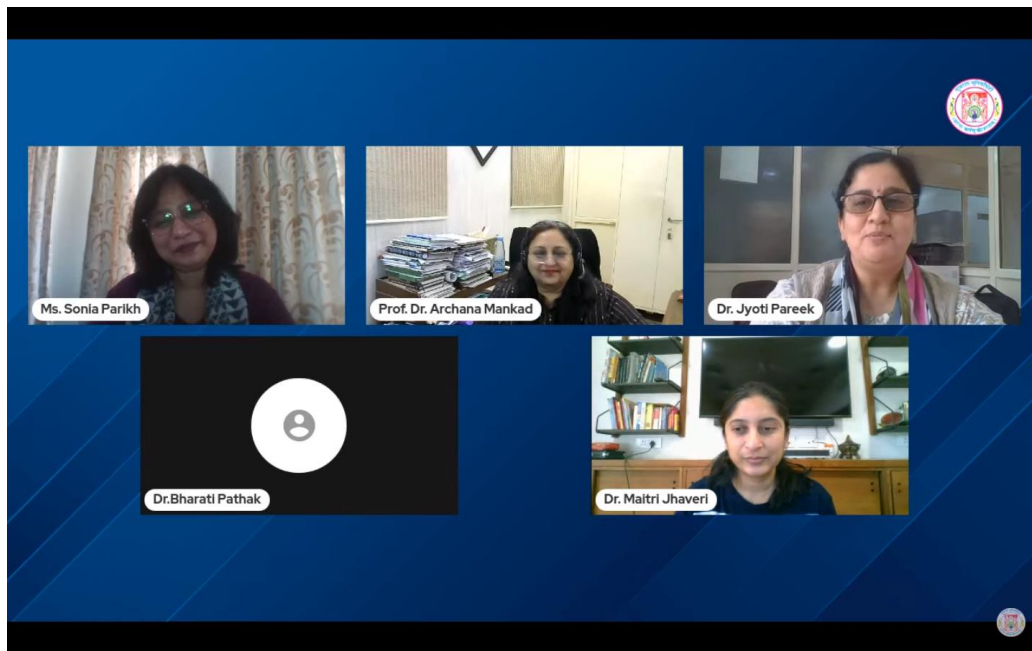 Ms. Sonia Parikh
Prof. Dr. Archana Mankad
Dr. Jyoti Pareek
Dr.Bharati Pathak
Dr. Maitri Jhaveri